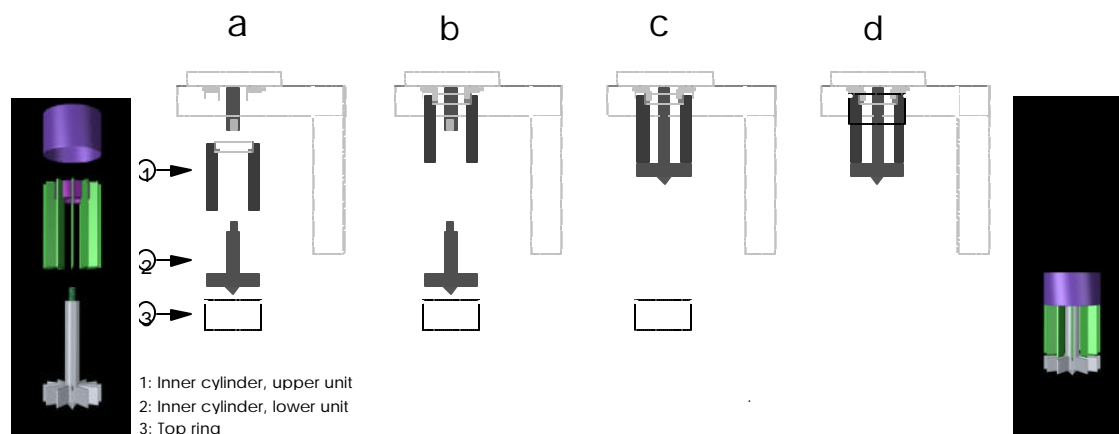 a b c d
1
2
3
1: Inner cylinder, upper unit
2: Inner cylinder, lower unit
3: Top ring